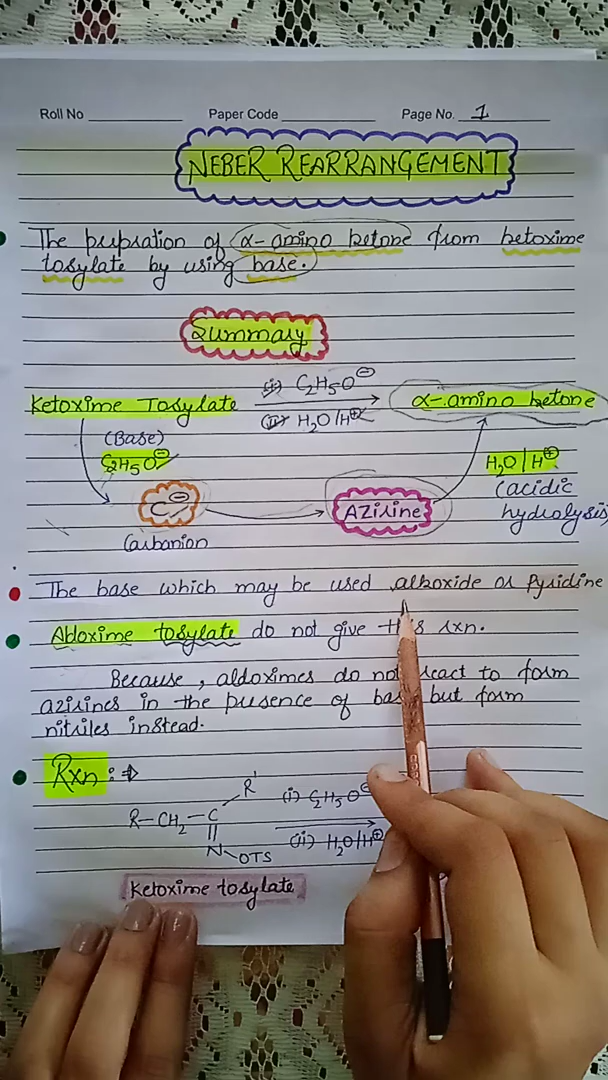 Roll No Paper Code Page No. 1
NEBER REARRANGEMENT
The prepration of α-amino ketone from ketoxime
tosylate by using base.
Summary
Ketoxime Tosylate (i) C2H5O⊖ α-amino ketone
(ii) H2O/H⊕
(Base)
C2H5O⊖
H2O/H⊕
(acidic
hydrolysis
C⊖ AZirine
Carbanion
The base which may be used alkoxide or Pyridine
Aldoxime tosylate do not give this rxn.
Because, aldoximes do not react to form
azirines in the presence of base but form
nitriles instead.
Rxn :⇒
R'
(i) C2H5O⊖
R-CH2-C
(ii) H2O/H⊕
N-OTS
Ketoxime tosylate